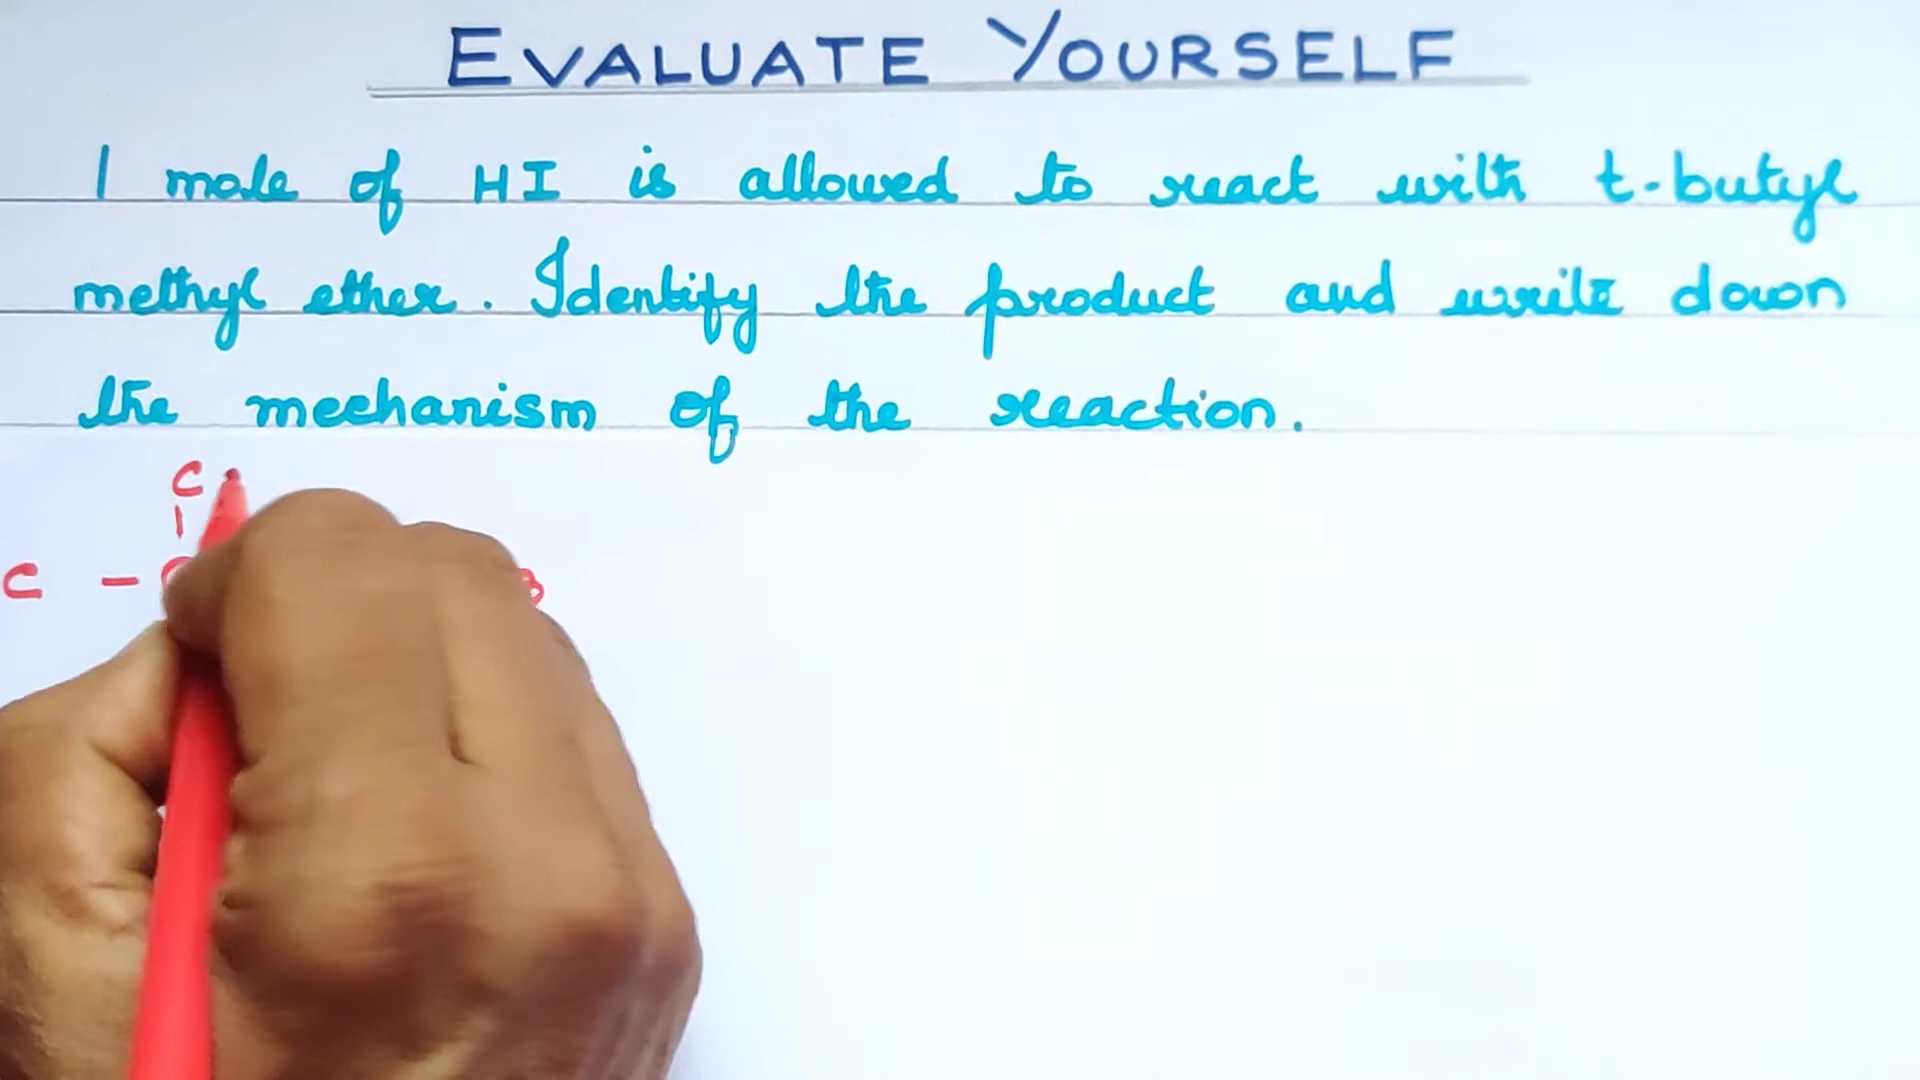 EVALUATE YOURSELF
1 mole of HI is allowed to react with t-butyl
methyl ether. Identify the product and write down
the mechanism of the reaction.
C
C - C
3